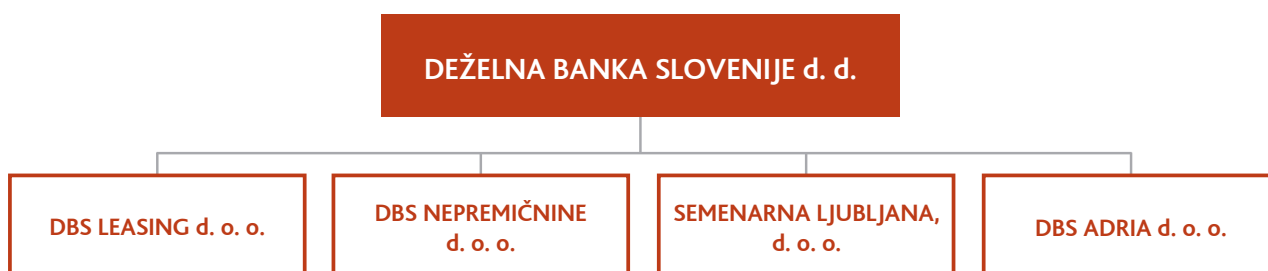 DEŽELNA BANKA SLOVENIJE d. d.
DBS LEASING d. o. o.
DBS NEPREMIČNINE
d. o. o.
SEMENARNA LJUBLJANA,
d. o. o.
DBS ADRIA d. o. o.